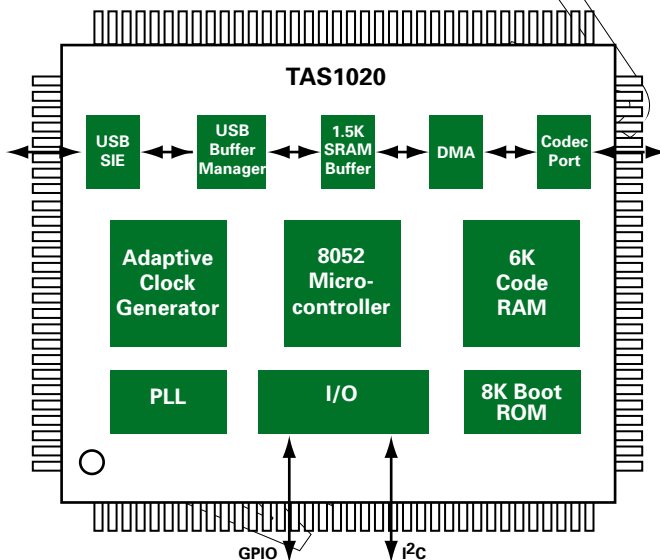 TAS1020
USB
SIE
USB
Buffer
Manager
1.5K
SRAM
Buffer
DMA
Codec
Port
Adaptive
Clock
Generator
8052
Micro-
controller
6K
Code
RAM
PLL
I/O
8K Boot
ROM
GPIO
I²C